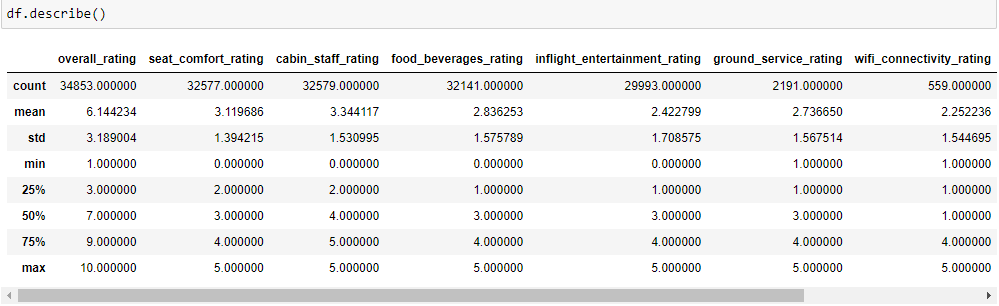 df.describe()
overall_rating seat_comfort_rating cabin_staff_rating food_beverages_rating inflight_entertainment_rating ground_service_rating wifi_connectivity_rating
count 34853.000000 32577.000000 32579.000000 32141.000000 29993.000000 2191.000000 559.000000
mean 6.144234 3.119686 3.344117 2.836253 2.422799 2.736650 2.252236
std 3.189004 1.394215 1.530995 1.575789 1.708575 1.567514 1.544695
min 1.000000 0.000000 0.000000 0.000000 0.000000 1.000000 1.000000
25% 3.000000 2.000000 2.000000 1.000000 1.000000 1.000000 1.000000
50% 7.000000 3.000000 4.000000 3.000000 3.000000 3.000000 1.000000
75% 9.000000 4.000000 5.000000 4.000000 4.000000 4.000000 4.000000
max 10.000000 5.000000 5.000000 5.000000 5.000000 5.000000 5.000000